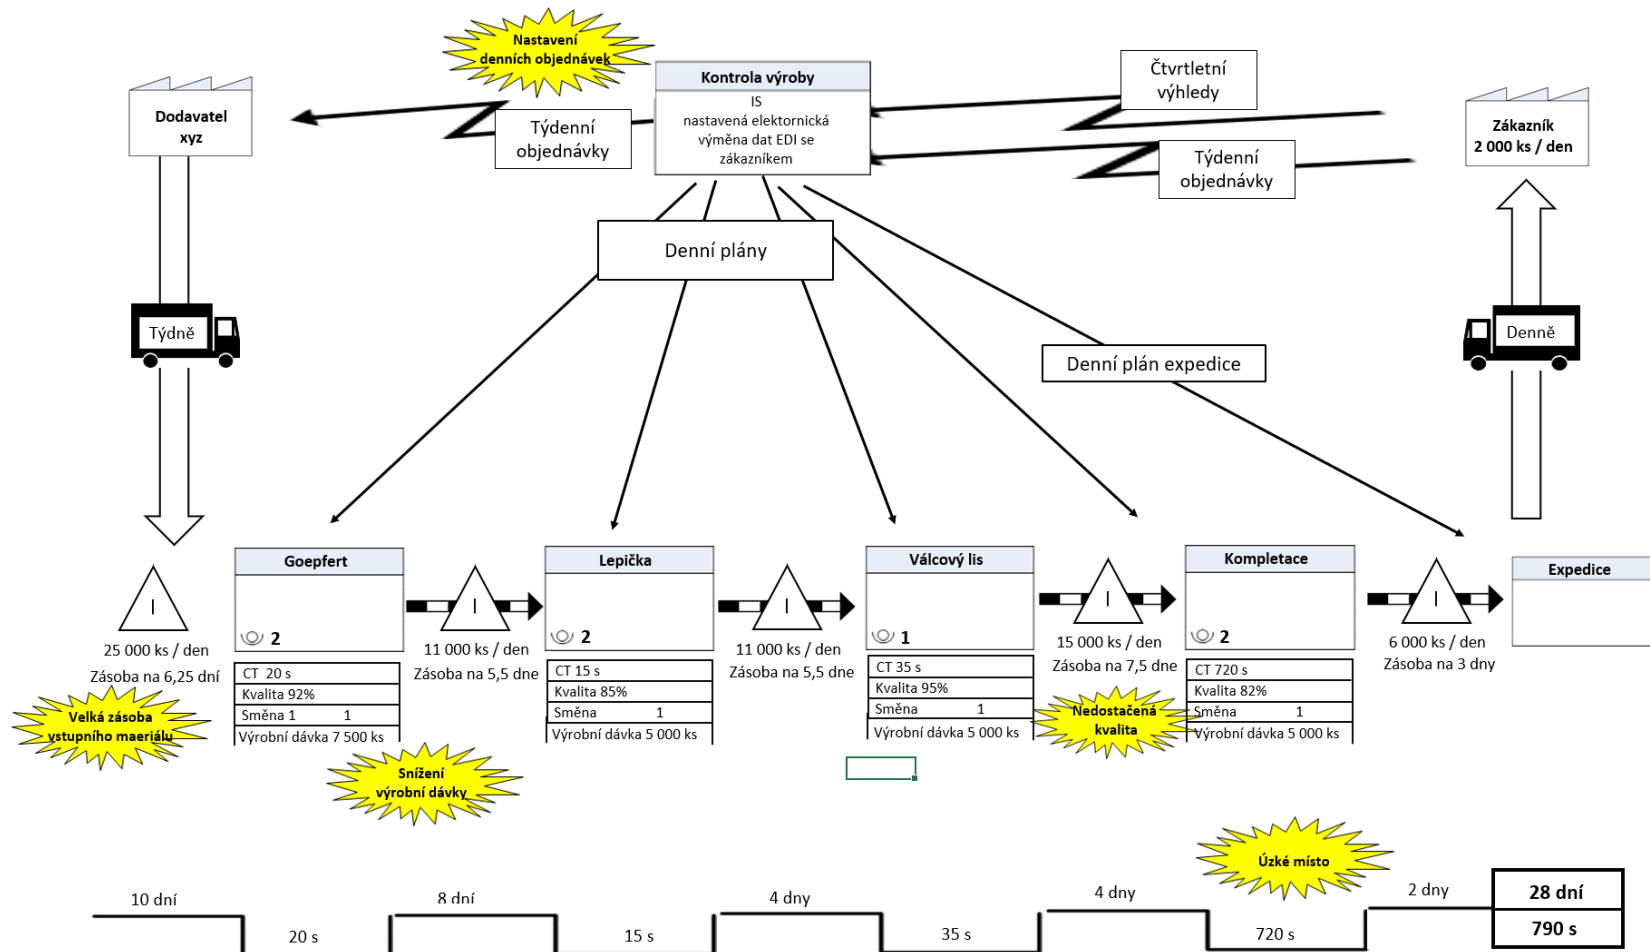 Nastavení
denních objednávek
Kontrola výroby
IS
nastavená elektornická
výměna dat EDI se
zákazníkem
Čtvrtletní
výhledy
Dodavatel
xyz
Týdenní
objednávky
Týdenní
objednávky
Zákazník
2 000 ks / den
Denní plány
Týdně
Denně
Denní plán expedice
Goepfert
Lepička
Válcový lis
Kompletace
Expedice
I
I
I
I
I
2
2
1
2
25 000 ks / den
Zásoba na 6,25 dní
11 000 ks / den
Zásoba na 5,5 dne
11 000 ks / den
Zásoba na 5,5 dne
15 000 ks / den
Zásoba na 7,5 dne
6 000 ks / den
Zásoba na 3 dny
CT 20 s
Kvalita 92%
Směna 1 1
Výrobní dávka 7 500 ks
CT 15 s
Kvalita 85%
Směna 1
Výrobní dávka 5 000 ks
CT 35 s
Kvalita 95%
Směna 1
Výrobní dávka 5 000 ks
CT 720 s
Kvalita 82%
Směna 1
Výrobní dávka 5 000 ks
Velká zásoba
vstupního maeriálu
Snížení
výrobní dávky
Nedostačená
kvalita
Úzké místo
10 dní
20 s
8 dní
15 s
4 dny
35 s
4 dny
720 s
2 dny
28 dní
790 s